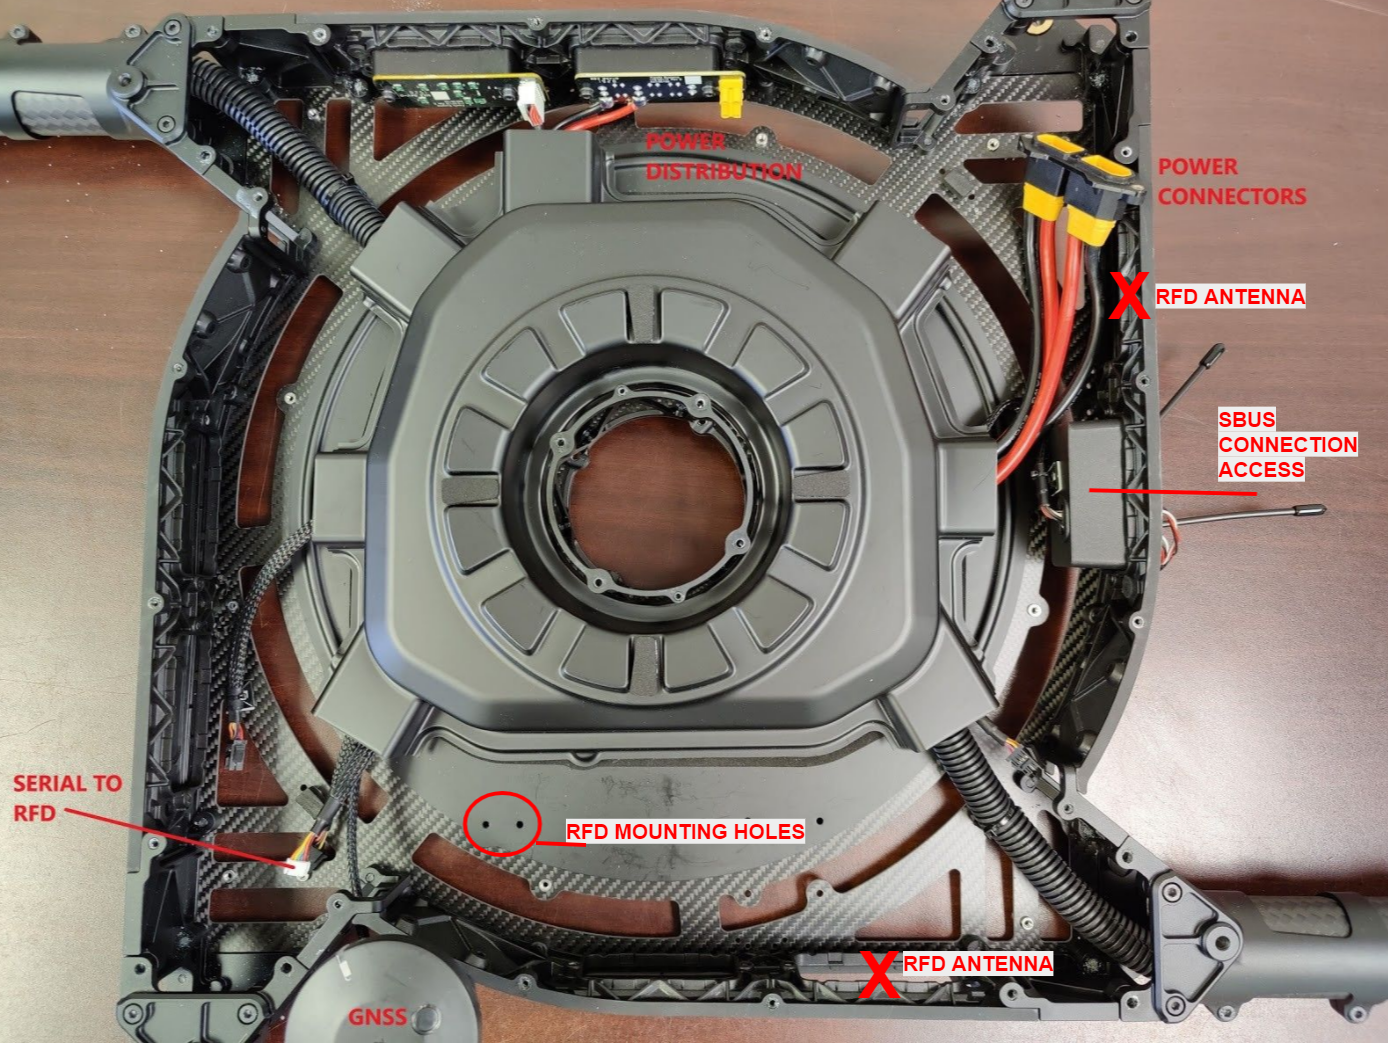 POWER
DISTRIBUTION
POWER
CONNECTORS
X RFD ANTENNA
SBUS
CONNECTION
ACCESS
SERIAL TO
RFD
RFD MOUNTING HOLES
X RFD ANTENNA
GNSS